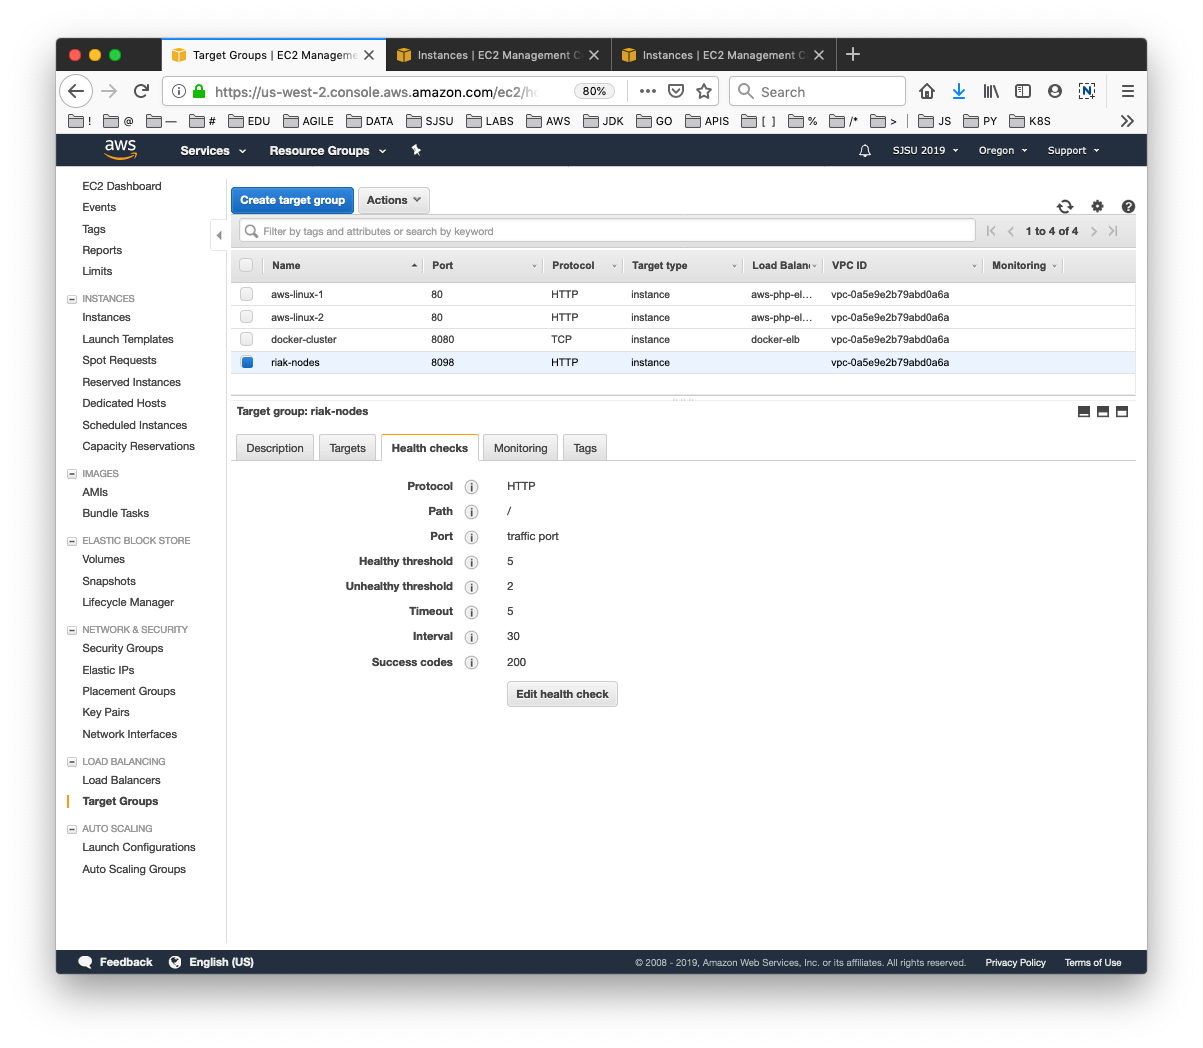 Target Groups | EC2 Manageme
Instances | EC2 Management C
Instances | EC2 Management C
https://us-west-2.console.aws.amazon.com/ec2/h
80%
Search
! @ — # EDU AGILE DATA SJSU LABS AWS JDK GO APIS [ ] % /* > JS PY K8S
aws Services Resource Groups SJSU 2019 Oregon Support
EC2 Dashboard
Events
Tags
Reports
Limits
INSTANCES
Instances
Launch Templates
Spot Requests
Reserved Instances
Dedicated Hosts
Scheduled Instances
Capacity Reservations
IMAGES
AMIs
Bundle Tasks
ELASTIC BLOCK STORE
Volumes
Snapshots
Lifecycle Manager
NETWORK & SECURITY
Security Groups
Elastic IPs
Placement Groups
Key Pairs
Network Interfaces
LOAD BALANCING
Load Balancers
Target Groups
AUTO SCALING
Launch Configurations
Auto Scaling Groups
Create target group Actions
Filter by tags and attributes or search by keyword 1 to 4 of 4
Name Port Protocol Target type Load Balan VPC ID Monitoring
aws-linux-1 80 HTTP instance aws-php-el... vpc-0a5e9e2b79abd0a6a
aws-linux-2 80 HTTP instance aws-php-el... vpc-0a5e9e2b79abd0a6a
docker-cluster 8080 TCP instance docker-elb vpc-0a5e9e2b79abd0a6a
riak-nodes 8098 HTTP instance vpc-0a5e9e2b79abd0a6a
Target group: riak-nodes
Description Targets Health checks Monitoring Tags
Protocol HTTP
Path /
Port traffic port
Healthy threshold 5
Unhealthy threshold 2
Timeout 5
Interval 30
Success codes 200
Edit health check
Feedback English (US) © 2008 - 2019, Amazon Web Services, Inc. or its affiliates. All rights reserved. Privacy Policy Terms of Use